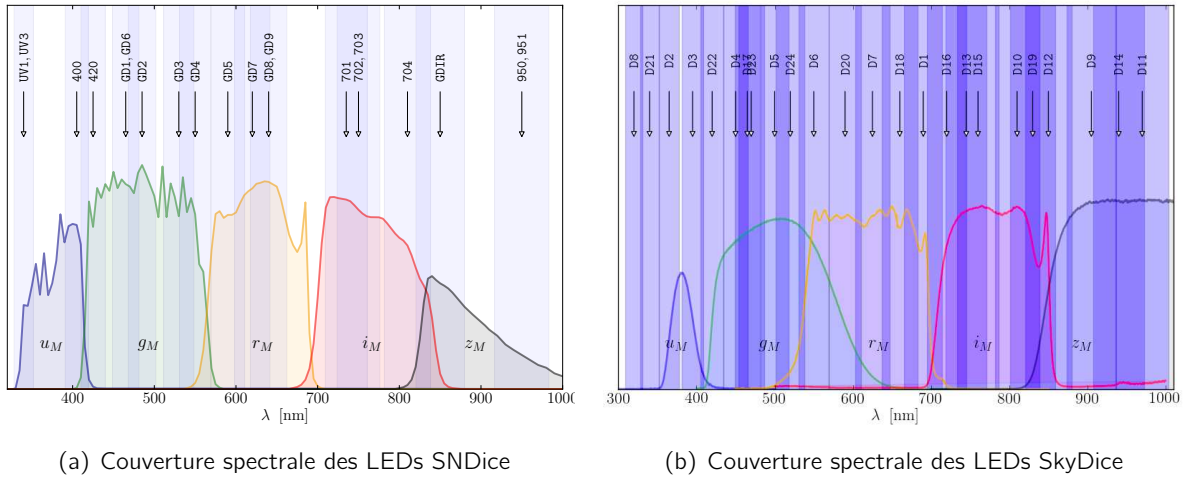 UV1,UV3
400
420
GD1,GD6
GD2
GD3
GD4
GD5
GD7
GD8,GD9
701
702,703
704
GDIR
950,951
u_M
g_M
r_M
i_M
z_M
400 500 600 700 800 900 1000
λ [nm]
(a) Couverture spectrale des LEDs SNDice
D8
D21
D2
D3
D22
D4
D5
D24
D6
D20
D7
D18
D1
D16
D13
D15
D10
D19
D12
D9
D14
D11
u_M
g_M
r_M
i_M
z_M
300 400 500 600 700 800 900 1000
λ [nm]
(b) Couverture spectrale des LEDs SkyDice